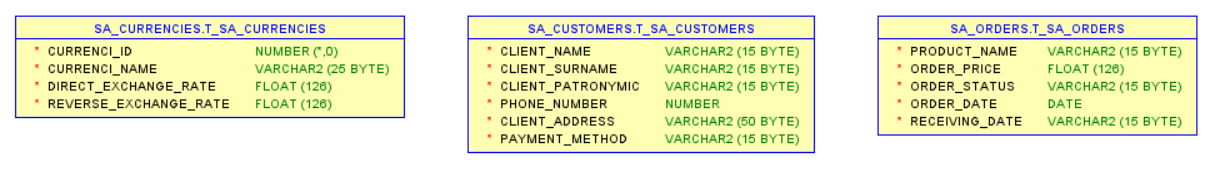 SA_CURRENCIES.T_SA_CURRENCIES
* CURRENCI_ID NUMBER (*,0)
* CURRENCI_NAME VARCHAR2 (25 BYTE)
* DIRECT_EXCHANGE_RATE FLOAT (126)
* REVERSE_EXCHANGE_RATE FLOAT (126)
SA_CUSTOMERS.T_SA_CUSTOMERS
* CLIENT_NAME VARCHAR2 (15 BYTE)
* CLIENT_SURNAME VARCHAR2 (15 BYTE)
* CLIENT_PATRONYMIC VARCHAR2 (15 BYTE)
* PHONE_NUMBER NUMBER
* CLIENT_ADDRESS VARCHAR2 (50 BYTE)
* PAYMENT_METHOD VARCHAR2 (15 BYTE)
SA_ORDERS.T_SA_ORDERS
* PRODUCT_NAME VARCHAR2 (15 BYTE)
* ORDER_PRICE FLOAT (126)
* ORDER_STATUS VARCHAR2 (15 BYTE)
* ORDER_DATE DATE
* RECEIVING_DATE VARCHAR2 (15 BYTE)